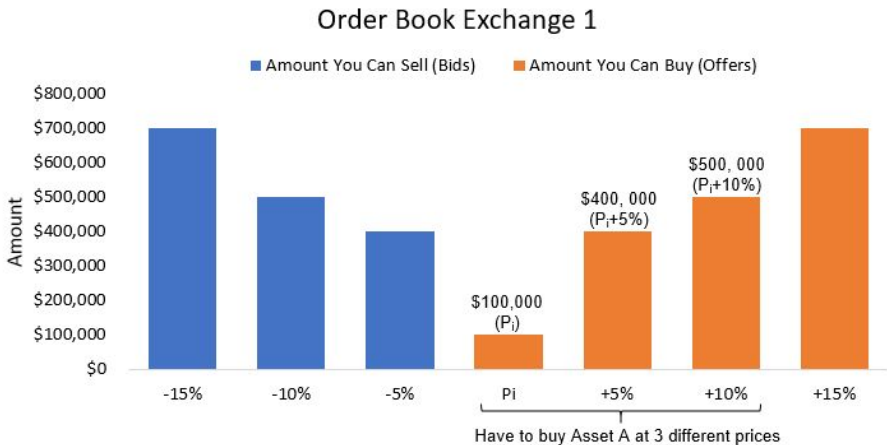 Order Book Exchange 1
Amount You Can Sell (Bids) Amount You Can Buy (Offers)
Amount
$800,000
$700,000
$600,000
$500,000
$400,000
$300,000
$200,000
$100,000
$0
$100,000
(Pi)
$400, 000
(Pi+5%)
$500, 000
(Pi+10%)
-15% -10% -5% Pi +5% +10% +15%
Have to buy Asset A at 3 different prices